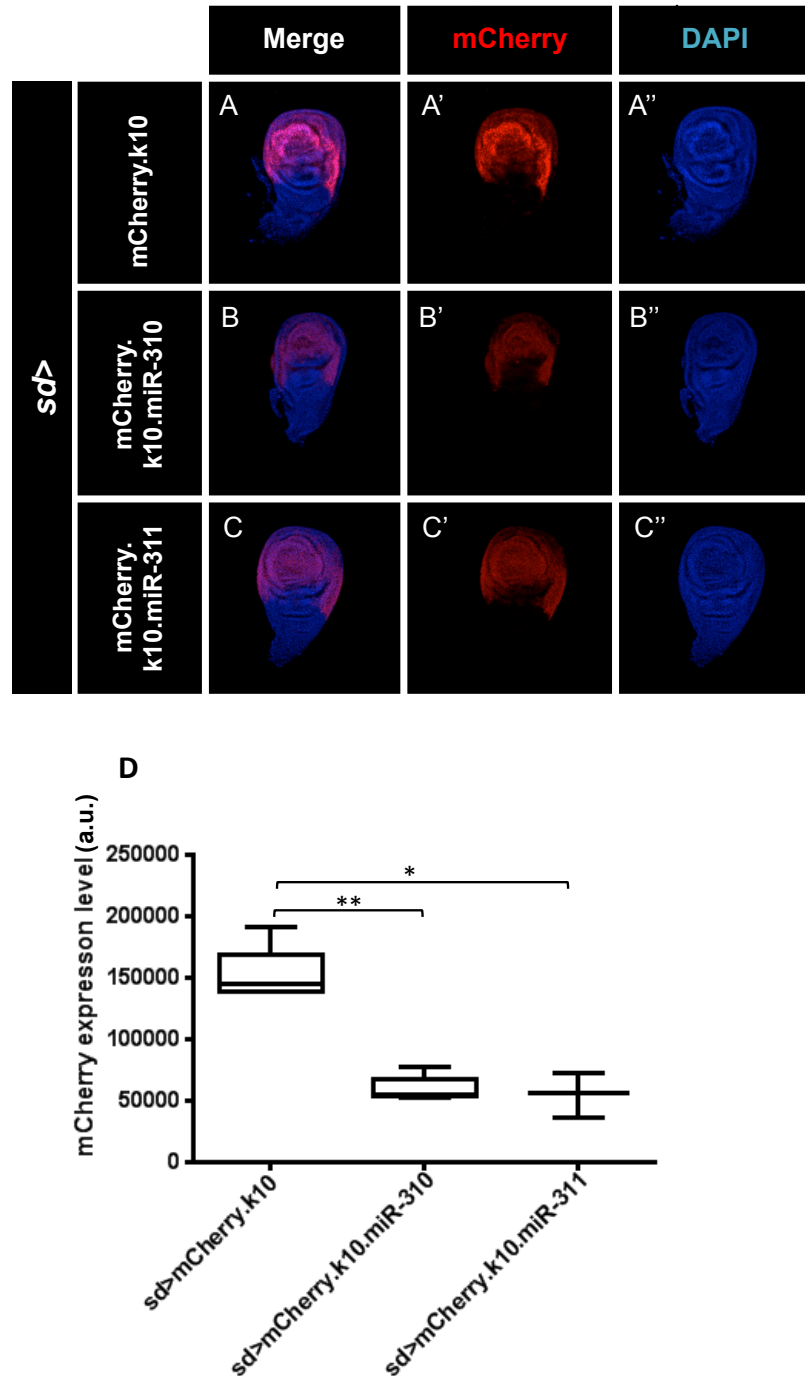 Merge
mCherry
DAPI
sd>
mCherry.k10
A
A’
A’’
mCherry.
k10.miR-310
B
B’
B’’
mCherry.
k10.miR-311
C
C’
C’’
D
mCherry expresson level (a.u.)
250000
200000
150000
100000
50000
0
*
**
sd>mCherry.k10
sd>mCherry.k10.miR-310
sd>mCherry.k10.miR-311